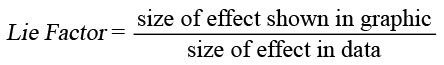 Lie Factor = size of effect shown in graphic
size of effect in data